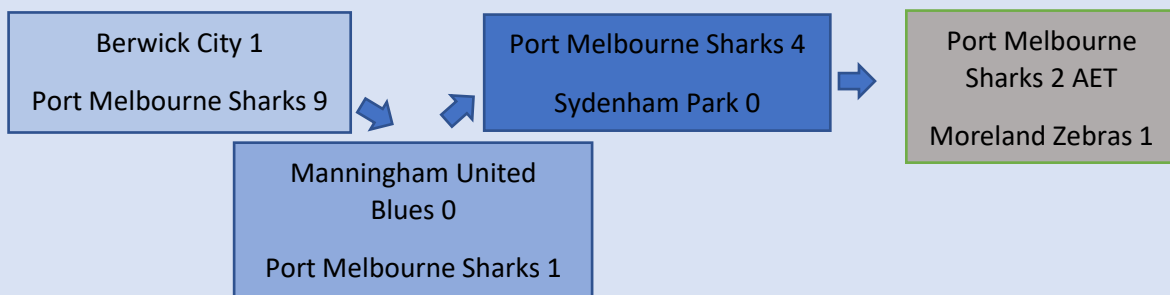 Berwick City 1
Port Melbourne Sharks 9
Manningham United
Blues 0
Port Melbourne Sharks 1
Port Melbourne Sharks 4
Sydenham Park 0
Port Melbourne
Sharks 2 AET
Moreland Zebras 1